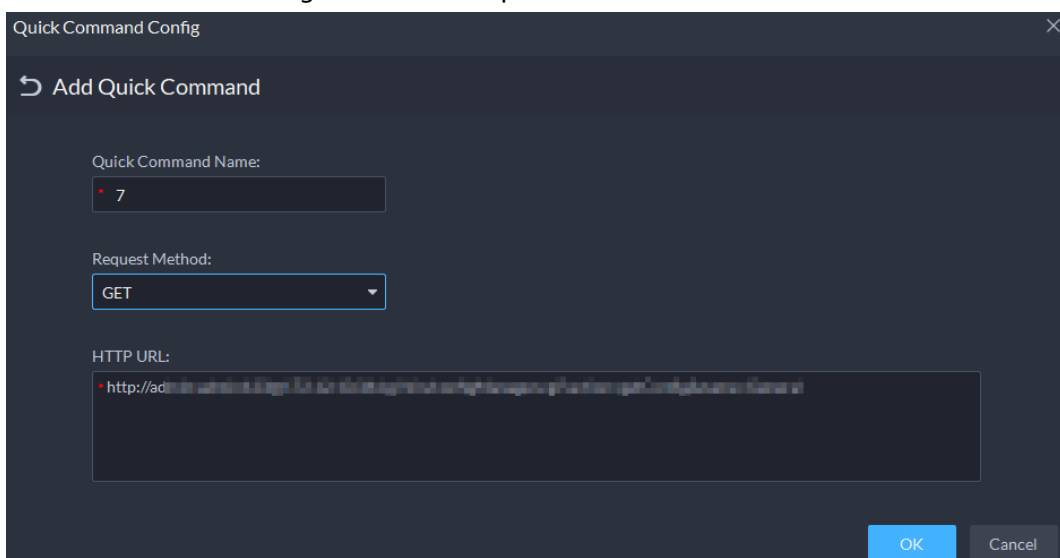 Quick Command Config
Add Quick Command
Quick Command Name:
* 7
Request Method:
GET
HTTP URL:
* http://ad
OK Cancel